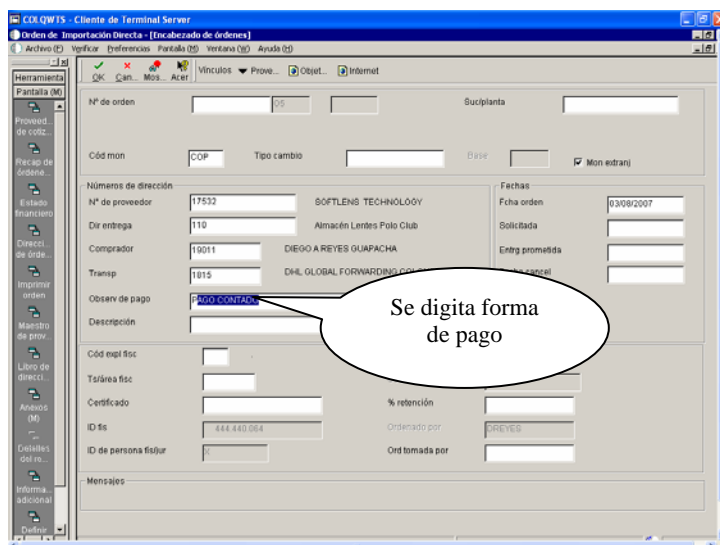 COLQWTS - Cliente de Terminal Server
Orden de Importación Directa - [Encabezado de órdenes]
Archivo (F) Verificar Preferencias Pantalla (M) Ventana (W) Ayuda (H)
Herramienta
Pantalla (M)
OK Can... Mos... Acer Vínculos Prove... Objet... Internet
Proveed...
de cotiz...
Recap de
órdene...
Estado
financiero
Direcci...
de órde...
Imprimir
orden
Maestro
de prov...
Libro de
direcci...
Anexos
(M)
Detalles
del ro...
Informa...
adicional
Definir
Nº de orden 05 Suc/planta
Cód mon COP Tipo cambio Base Mon extranj
Números de dirección Fechas
Nº de proveedor 17532 SOFTLENS TECHNOLOGY Fcha orden 03/08/2007
Dir entrega 110 Almacén Lentes Polo Club Solicitada
Comprador 19011 DIEGO A REYES GUAPACHA Entrg prometida
Transp 1815 DHL GLOBAL FORWARDING cancel
Observ de pago PAGO CONTADO
Descripción
Se digita forma
de pago
Cód expl fisc
Ts/área fisc
Certificado % retención
ID fis 444.440.064 Ordenado por DREYES
ID de persona fis/jur X Ord tomada por
Mensajes